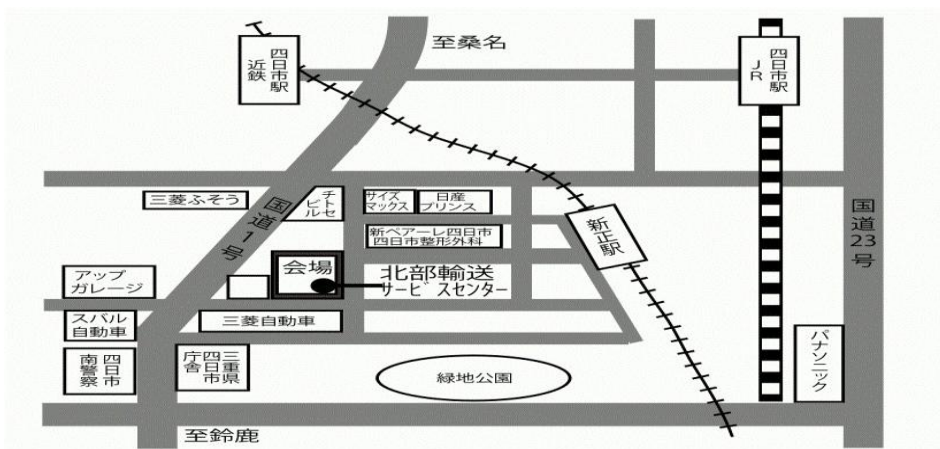 至桑名
近鉄
四日市駅
JR
四日市駅
三菱ふそう
国道1号
チトセ
ビル
サイズ
マックス
日産
プリンス
新ペアーレ四日市
四日市整形外科
新正駅
国道23号
アップ
ガレージ
会場
北部輸送
サービスセンター
スバル
自動車
三菱自動車
四日市
南警察
三重県
四日市
庁舎
緑地公園
パナソニック
至鈴鹿